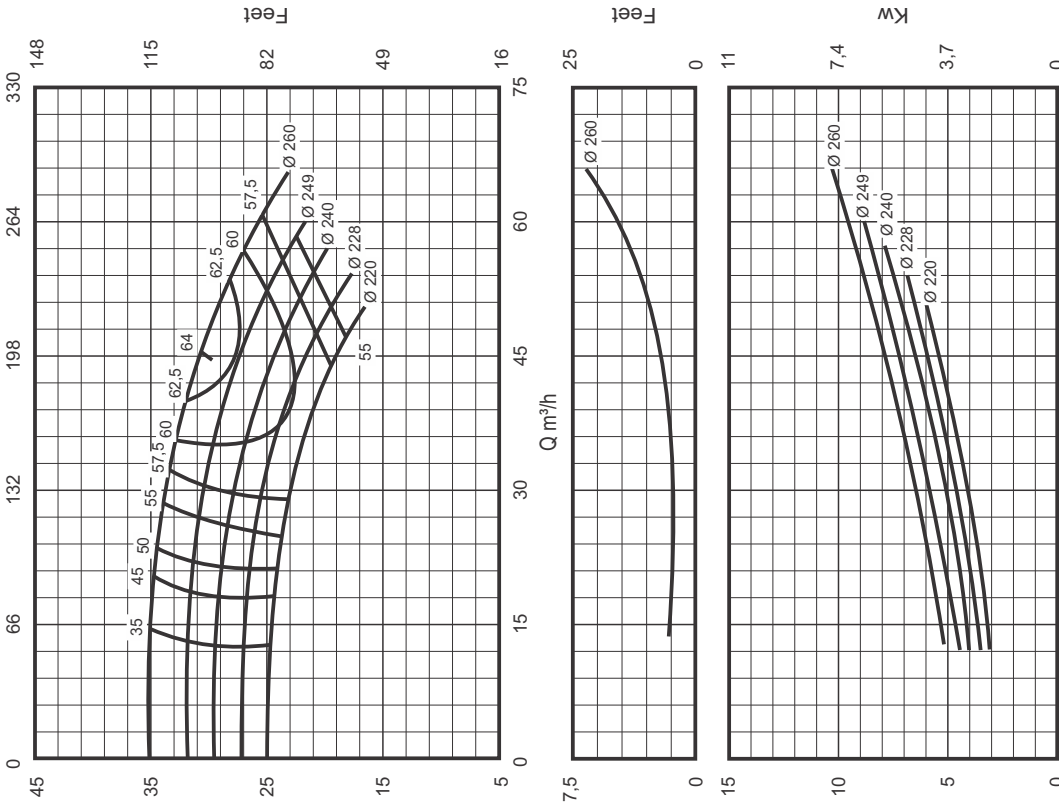 0 66 132 198 264 330
45
35
25
15
5
148
115
82
49
16
Feet
35
45
50
55
57,5
60
62,5
64
62,5
60
57,5
55
Ø 260
Ø 249
Ø 240
Ø 228
Ø 220
0 15 30 45 60 75
Q m³/h
7,5
0
25
0
Feet
Ø 260
15
10
5
0
11
7,4
3,7
0
Kw
Ø 260
Ø 249
Ø 240
Ø 228
Ø 220